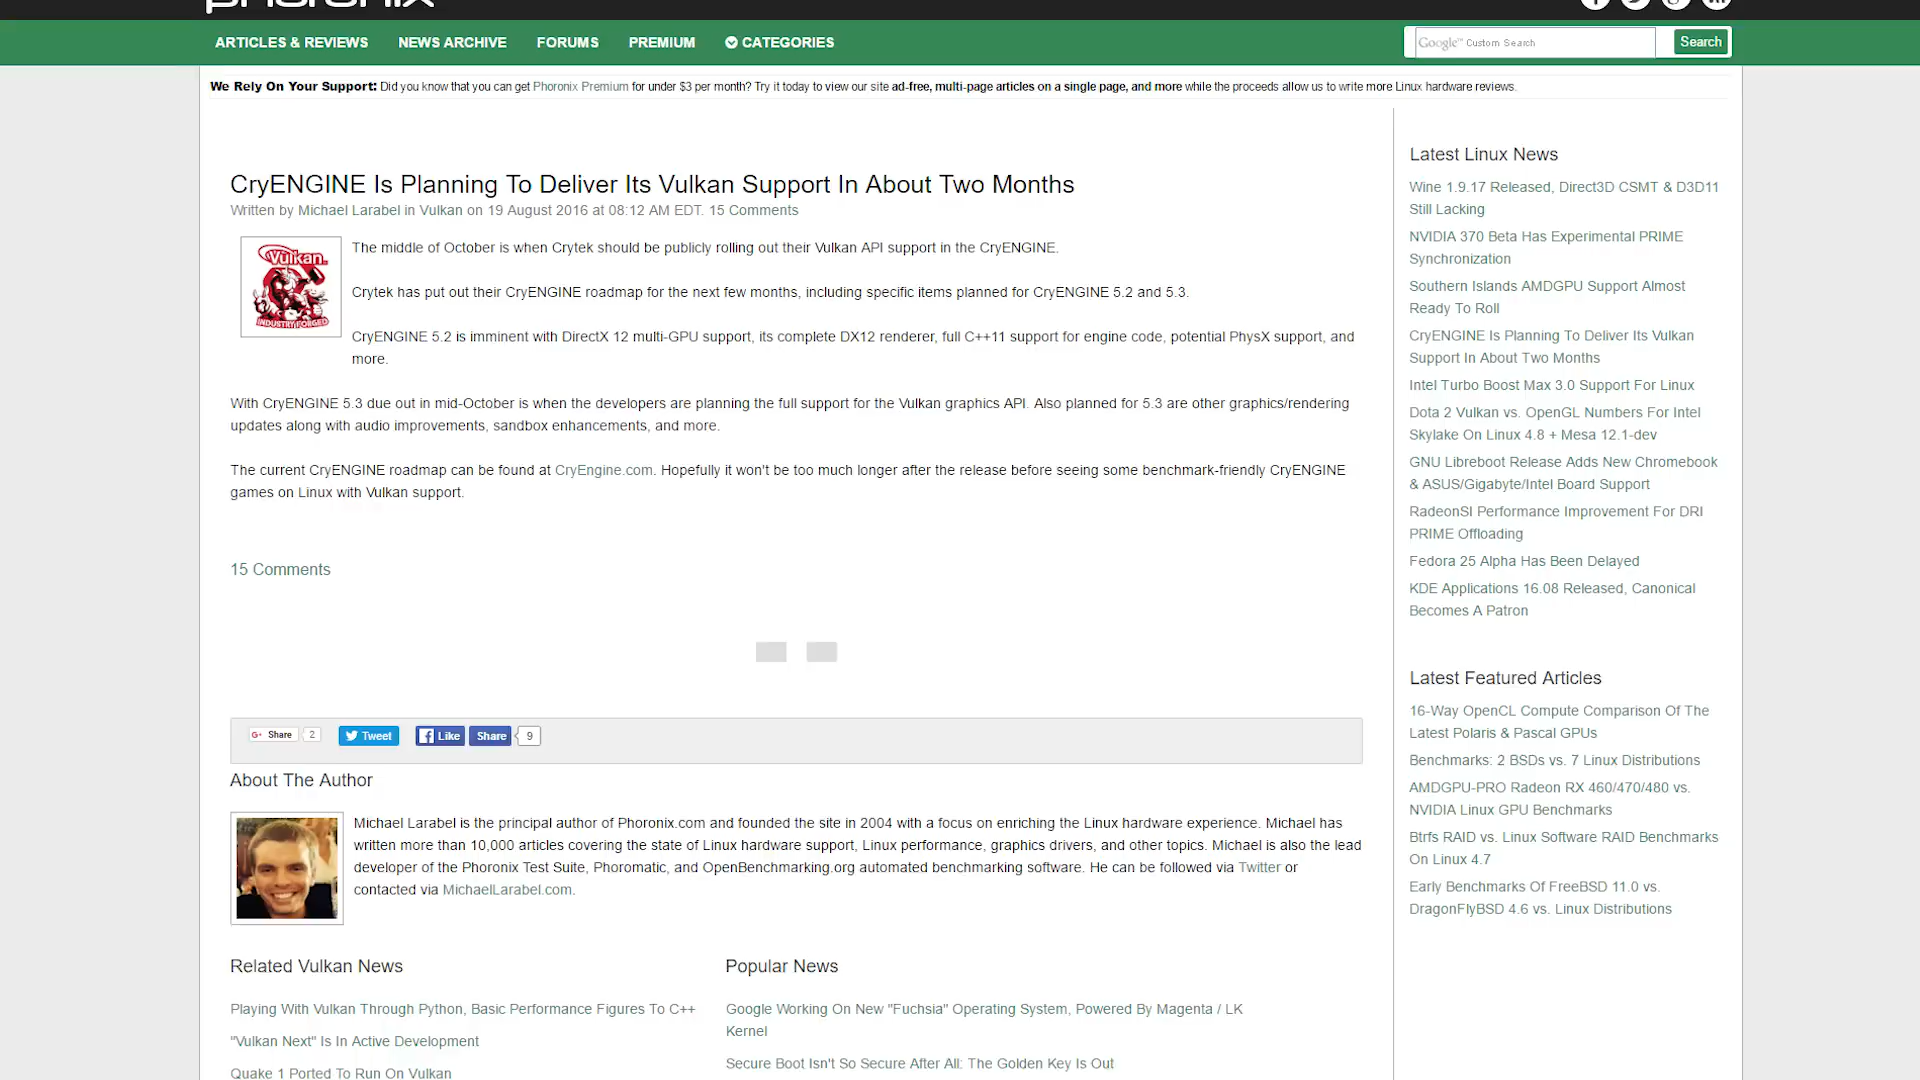 phoronix
ARTICLES & REVIEWS NEWS ARCHIVE FORUMS PREMIUM CATEGORIES
Google™ Custom Search Search
We Rely On Your Support: Did you know that you can get Phoronix Premium for under $3 per month? Try it today to view our site ad-free, multi-page articles on a single page, and more while the proceeds allow us to write more Linux hardware reviews.
CryENGINE Is Planning To Deliver Its Vulkan Support In About Two Months
Written by Michael Larabel in Vulkan on 19 August 2016 at 08:12 AM EDT. 15 Comments
Vulkan.
INDUSTRY FORGED
The middle of October is when Crytek should be publicly rolling out their Vulkan API support in the CryENGINE.
Crytek has put out their CryENGINE roadmap for the next few months, including specific items planned for CryENGINE 5.2 and 5.3.
CryENGINE 5.2 is imminent with DirectX 12 multi-GPU support, its complete DX12 renderer, full C++11 support for engine code, potential PhysX support, and
more.
With CryENGINE 5.3 due out in mid-October is when the developers are planning the full support for the Vulkan graphics API. Also planned for 5.3 are other graphics/rendering
updates along with audio improvements, sandbox enhancements, and more.
The current CryENGINE roadmap can be found at CryEngine.com. Hopefully it won't be too much longer after the release before seeing some benchmark-friendly CryENGINE
games on Linux with Vulkan support.
15 Comments
G+ Share 2 Tweet Like Share 9
About The Author
Michael Larabel is the principal author of Phoronix.com and founded the site in 2004 with a focus on enriching the Linux hardware experience. Michael has
written more than 10,000 articles covering the state of Linux hardware support, Linux performance, graphics drivers, and other topics. Michael is also the lead
developer of the Phoronix Test Suite, Phoromatic, and OpenBenchmarking.org automated benchmarking software. He can be followed via Twitter or
contacted via MichaelLarabel.com.
Related Vulkan News
Playing With Vulkan Through Python, Basic Performance Figures To C++
"Vulkan Next" Is In Active Development
Quake 1 Ported To Run On Vulkan
Popular News
Google Working On New "Fuchsia" Operating System, Powered By Magenta / LK
Kernel
Secure Boot Isn't So Secure After All: The Golden Key Is Out
Latest Linux News
Wine 1.9.17 Released, Direct3D CSMT & D3D11
Still Lacking
NVIDIA 370 Beta Has Experimental PRIME
Synchronization
Southern Islands AMDGPU Support Almost
Ready To Roll
CryENGINE Is Planning To Deliver Its Vulkan
Support In About Two Months
Intel Turbo Boost Max 3.0 Support For Linux
Dota 2 Vulkan vs. OpenGL Numbers For Intel
Skylake On Linux 4.8 + Mesa 12.1-dev
GNU Libreboot Release Adds New Chromebook
& ASUS/Gigabyte/Intel Board Support
RadeonSI Performance Improvement For DRI
PRIME Offloading
Fedora 25 Alpha Has Been Delayed
KDE Applications 16.08 Released, Canonical
Becomes A Patron
Latest Featured Articles
16-Way OpenCL Compute Comparison Of The
Latest Polaris & Pascal GPUs
Benchmarks: 2 BSDs vs. 7 Linux Distributions
AMDGPU-PRO Radeon RX 460/470/480 vs.
NVIDIA Linux GPU Benchmarks
Btrfs RAID vs. Linux Software RAID Benchmarks
On Linux 4.7
Early Benchmarks Of FreeBSD 11.0 vs.
DragonFlyBSD 4.6 vs. Linux Distributions